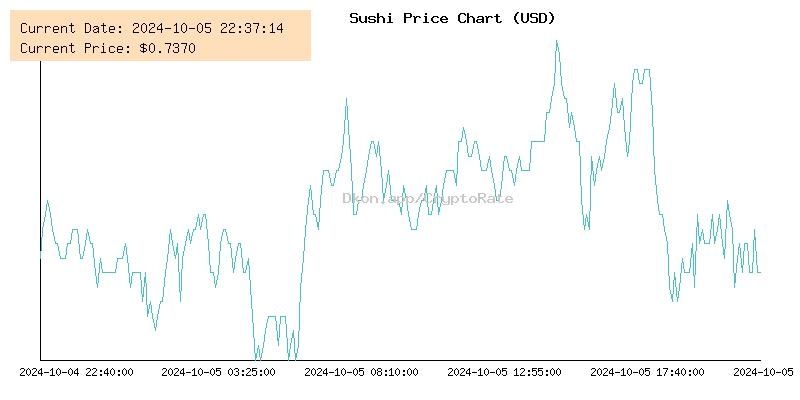 Sushi Price Chart (USD)
Current Date: 2024-10-05 22:37:14
Current Price: $0.7370
Dkon.app/CryptoRate
2024-10-04 22:40:00
2024-10-05 03:25:00
2024-10-05 08:10:00
2024-10-05 12:55:00
2024-10-05 17:40:00
2024-10-05